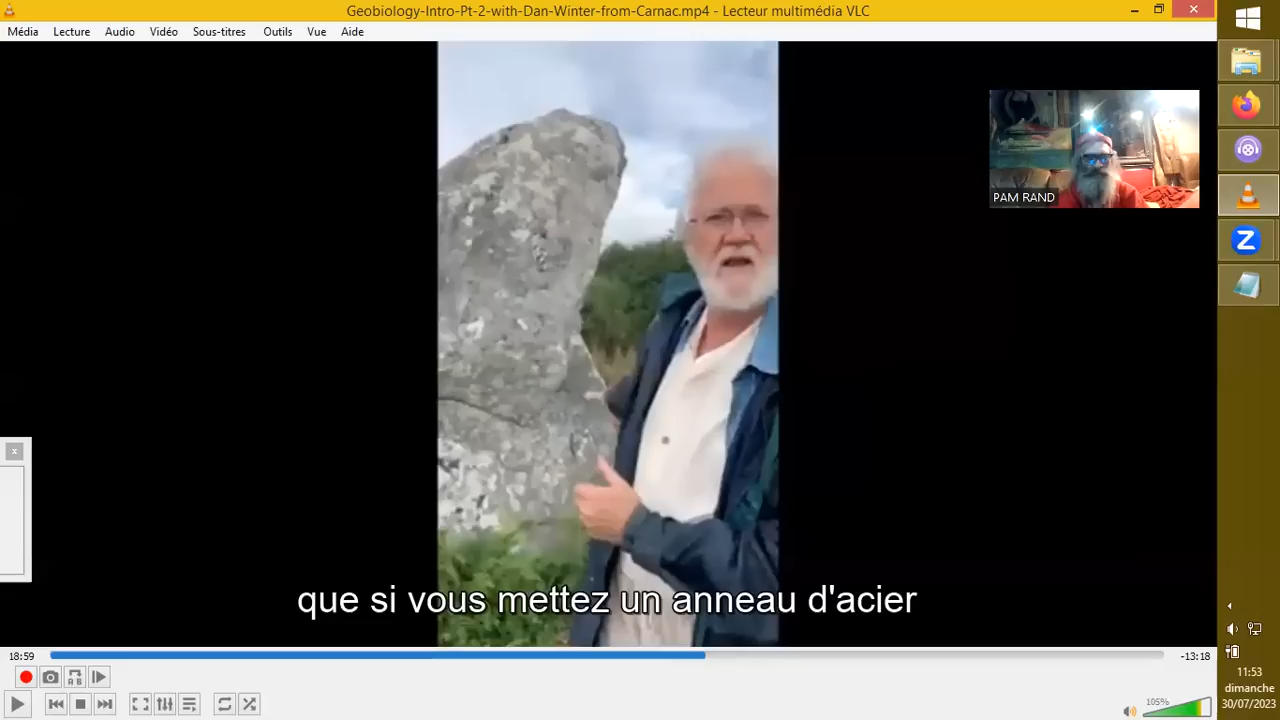 Geobiology-Intro-Pt-2-with-Dan-Winter-from-Carnac.mp4 - Lecteur multimédia VLC
Média Lecture Audio Vidéo Sous-titres Outils Vue Aide
PAM RAND
que si vous mettez un anneau d'acier
18:59
-13:18
105%
11:53
dimanche
30/07/2023